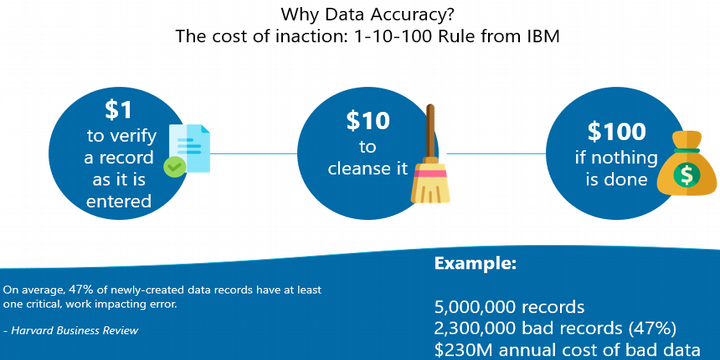 Why Data Accuracy?
The cost of inaction: 1-10-100 Rule from IBM
$1
to verify
a record
as it is
entered
$10
to
cleanse it
$100
if nothing
is done
$
On average, 47% of newly-created data records have at least
one critical, work impacting error.
- Harvard Business Review
Example:
5,000,000 records
2,300,000 bad records (47%)
$230M annual cost of bad data